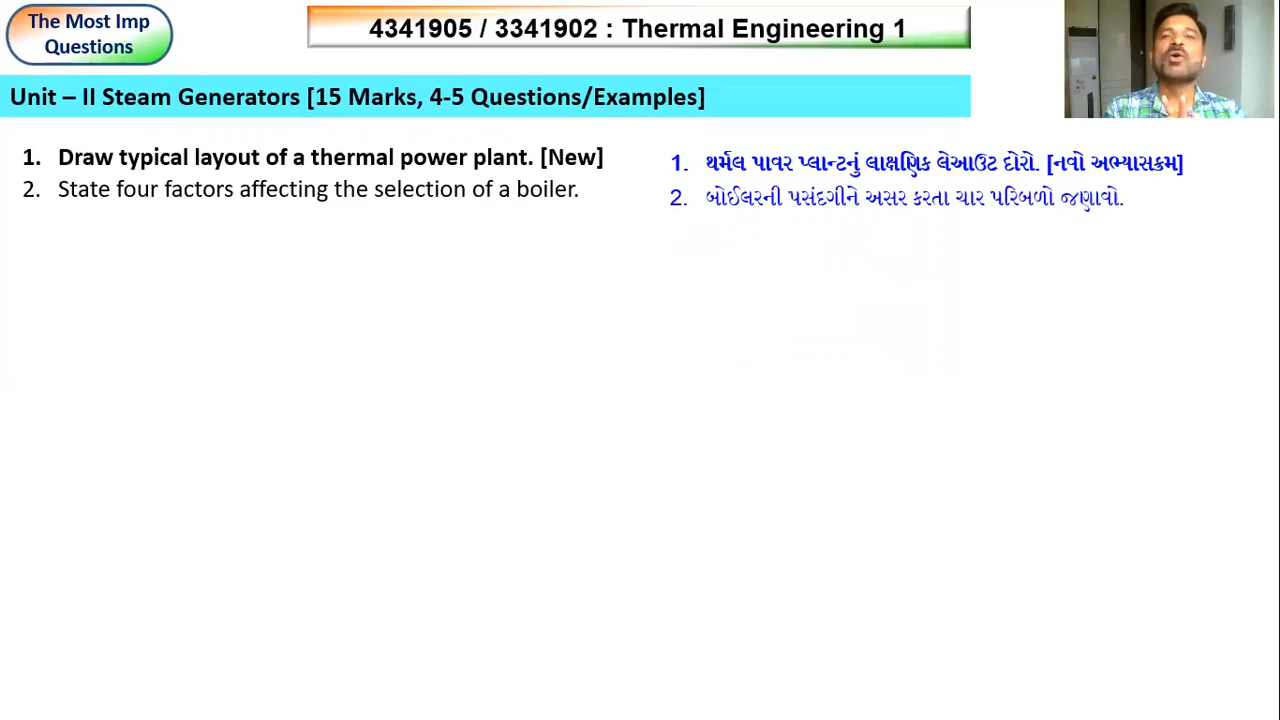 The Most Imp
Questions
4341905 / 3341902 : Thermal Engineering 1
Unit – II Steam Generators [15 Marks, 4-5 Questions/Examples]
1. Draw typical layout of a thermal power plant. [New]
2. State four factors affecting the selection of a boiler.
1. થર્મલ પાવર પ્લાન્ટનું લાક્ષણિક લેઆઉટ દોરો. [નવો અભ્યાસક્રમ]
2. બોઈલરની પસંદગીને અસર કરતા ચાર પરિબળો જણાવો.